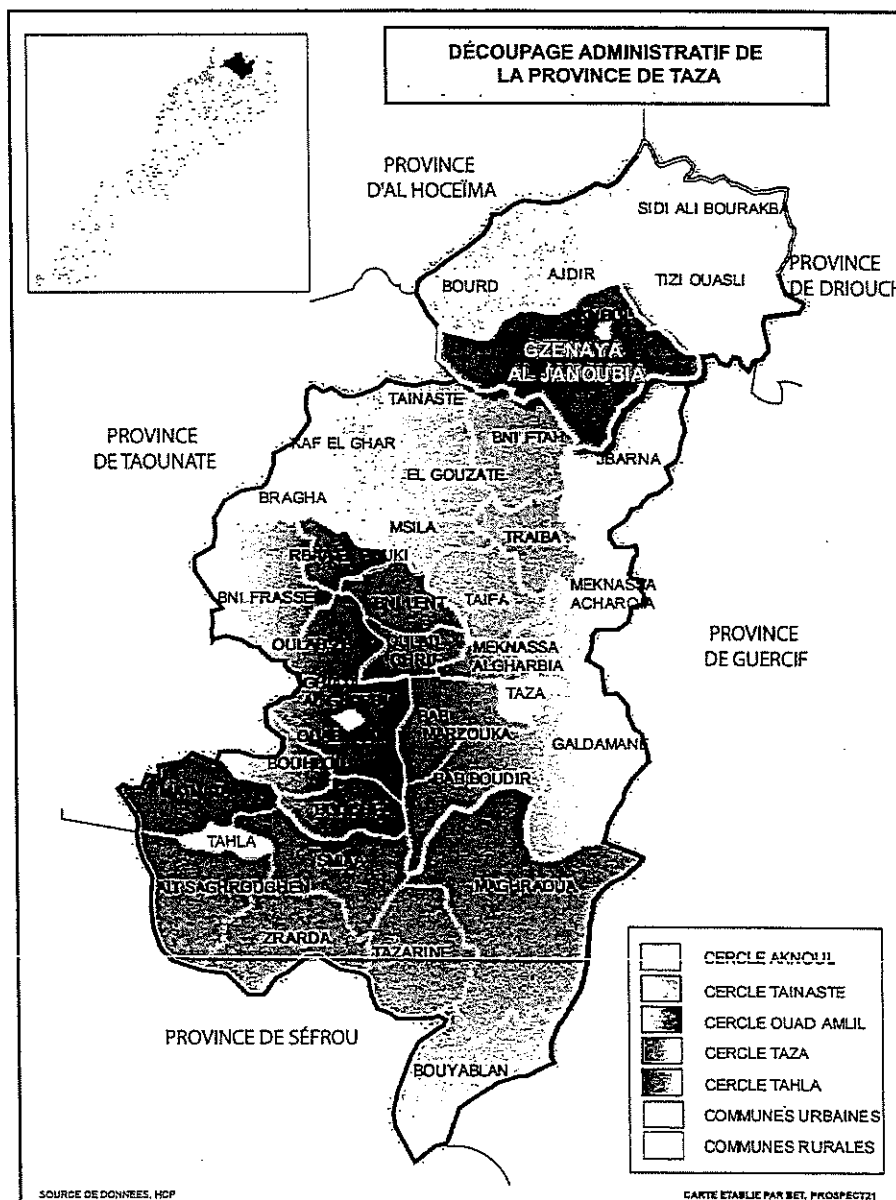 DÉCOUPAGE ADMINISTRATIF DE
LA PROVINCE DE TAZA
PROVINCE
D'AL HOCEÏMA
SIDI ALI BOURAKBA
AJDIR
TIZI OUASLI
BOURD
PROVINCE
DE DRIOUCH
GZENAYA
AL JANOUBIA
TAINASTE
PROVINCE
DE TAOUNATE
KAF EL GHAR
BNI FTAH
JBARNA
EL GOUZATE
BRAGHA
MSILA
TRAIBA
BNI FRASSEN
BNI LENT
TAIFA
MEKNASSA
ACHARQIA
MEKNASSA
ALGHARBIA
PROVINCE
DE GUERCIF
TAZA
BAB
MARZOUKA
GALDAMANE
BAB BOUDIR
TAHLA
SMIA
MAGHRAOUA
AIT SAGHROUCHEN
ZRARDA
TAZARINE
PROVINCE DE SÉFROU
BOUYABLAN
CERCLE AKNOUL
CERCLE TAINASTE
CERCLE OUAD AMLIL
CERCLE TAZA
CERCLE TAHLA
COMMUNES URBAINES
COMMUNES RURALES
SOURCE DE DONNEES, HCP
CARTE ETABLIE PAR BET, PROSPECT21